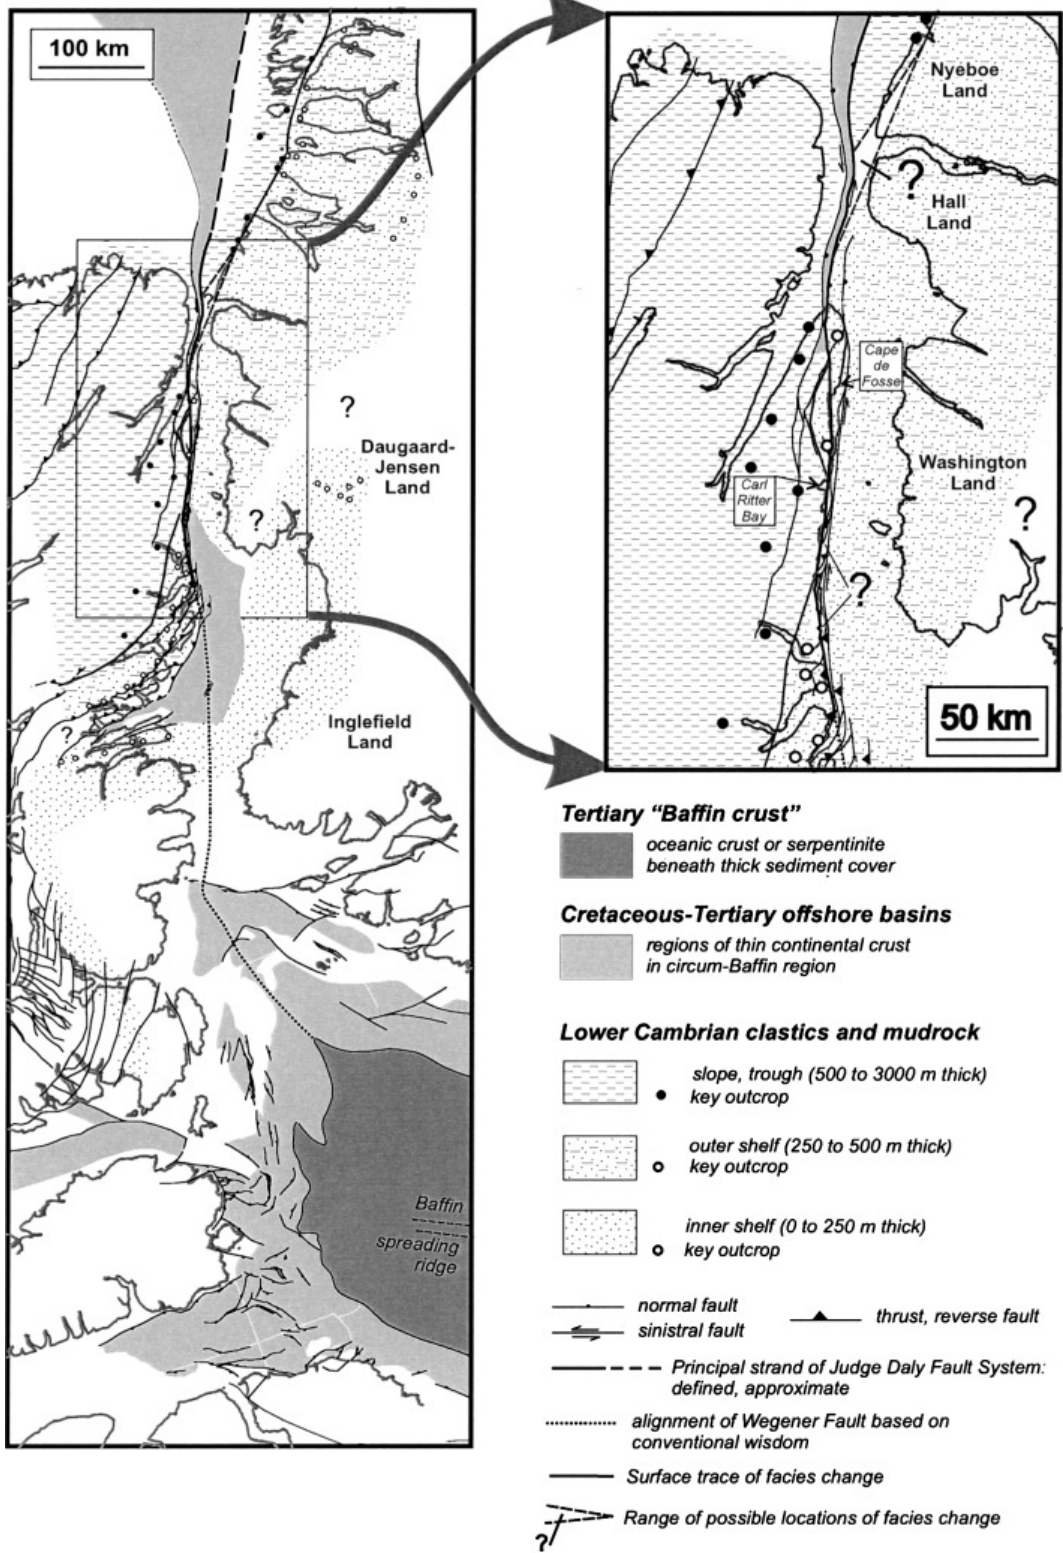 100 km
?
Daugaard-
Jensen
Land
?
Inglefield
Land
?
Baffin
spreading
ridge
Nyeboe
Land
?
Hall
Land
Cape
de
Fosse
Washington
Land
Carl
Ritter
Bay
?
?
50 km
Tertiary “Baffin crust”
oceanic crust or serpentinite
beneath thick sediment cover
Cretaceous-Tertiary offshore basins
regions of thin continental crust
in circum-Baffin region
Lower Cambrian clastics and mudrock
slope, trough (500 to 3000 m thick)
key outcrop
outer shelf (250 to 500 m thick)
key outcrop
inner shelf (0 to 250 m thick)
key outcrop
normal fault
thrust, reverse fault
sinistral fault
Principal strand of Judge Daly Fault System:
defined, approximate
alignment of Wegener Fault based on
conventional wisdom
Surface trace of facies change
Range of possible locations of facies change
?